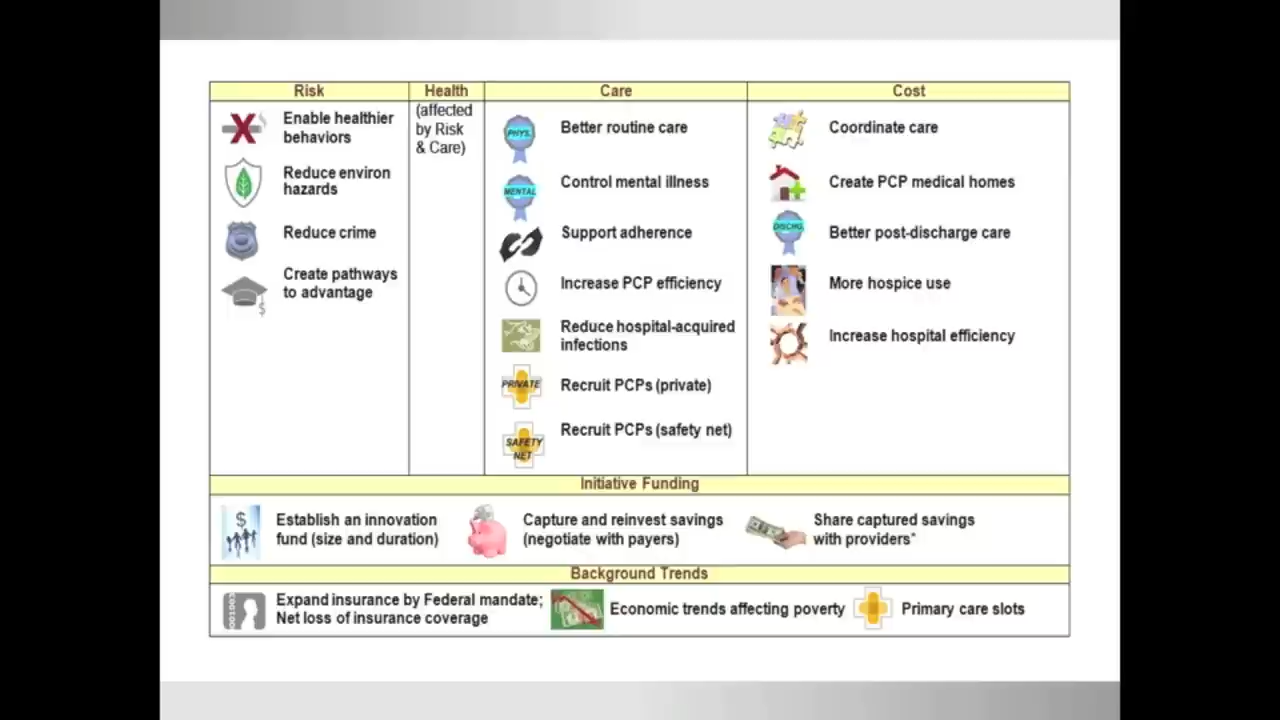 Risk
Health
Care
Cost
Enable healthier
behaviors
Reduce environ
hazards
Reduce crime
Create pathways
to advantage
$
(affected
by Risk
& Care)
PHYS.
Better routine care
MENTAL
Control mental illness
Support adherence
Increase PCP efficiency
Reduce hospital-acquired
infections
PRIVATE
Recruit PCPs (private)
SAFETY
NET
Recruit PCPs (safety net)
Coordinate care
Create PCP medical homes
DISCHG.
Better post-discharge care
More hospice use
Increase hospital efficiency
Initiative Funding
$
Establish an innovation
fund (size and duration)
Capture and reinvest savings
(negotiate with payers)
Share captured savings
with providers*
Background Trends
Expand insurance by Federal mandate;
Net loss of insurance coverage
Economic trends affecting poverty
Primary care slots